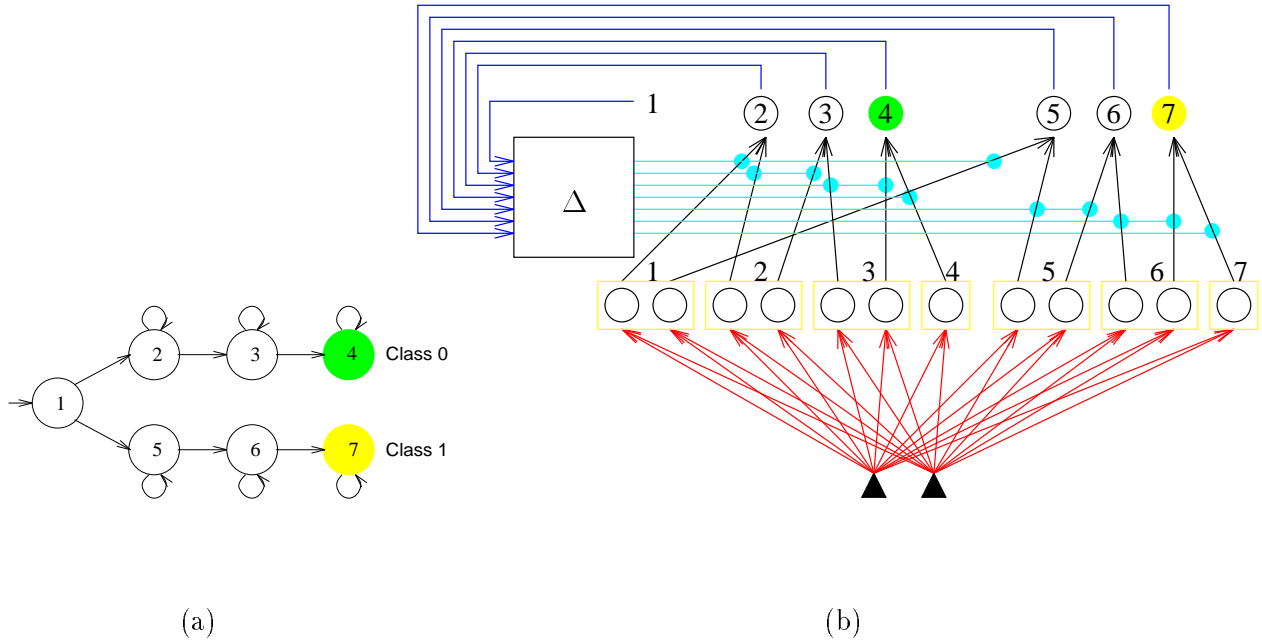 1 2 3 4 5 6 7
Δ
1 2 3 4 5 6 7
2 3 4 Class 0
1
5 6 7 Class 1
(a) (b)